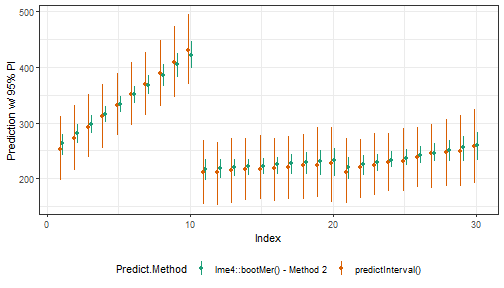 500
400
300
200
Prediction w/ 95% PI
0
10
20
30
Index
Predict.Method
lme4::bootMer() - Method 2
predictInterval()